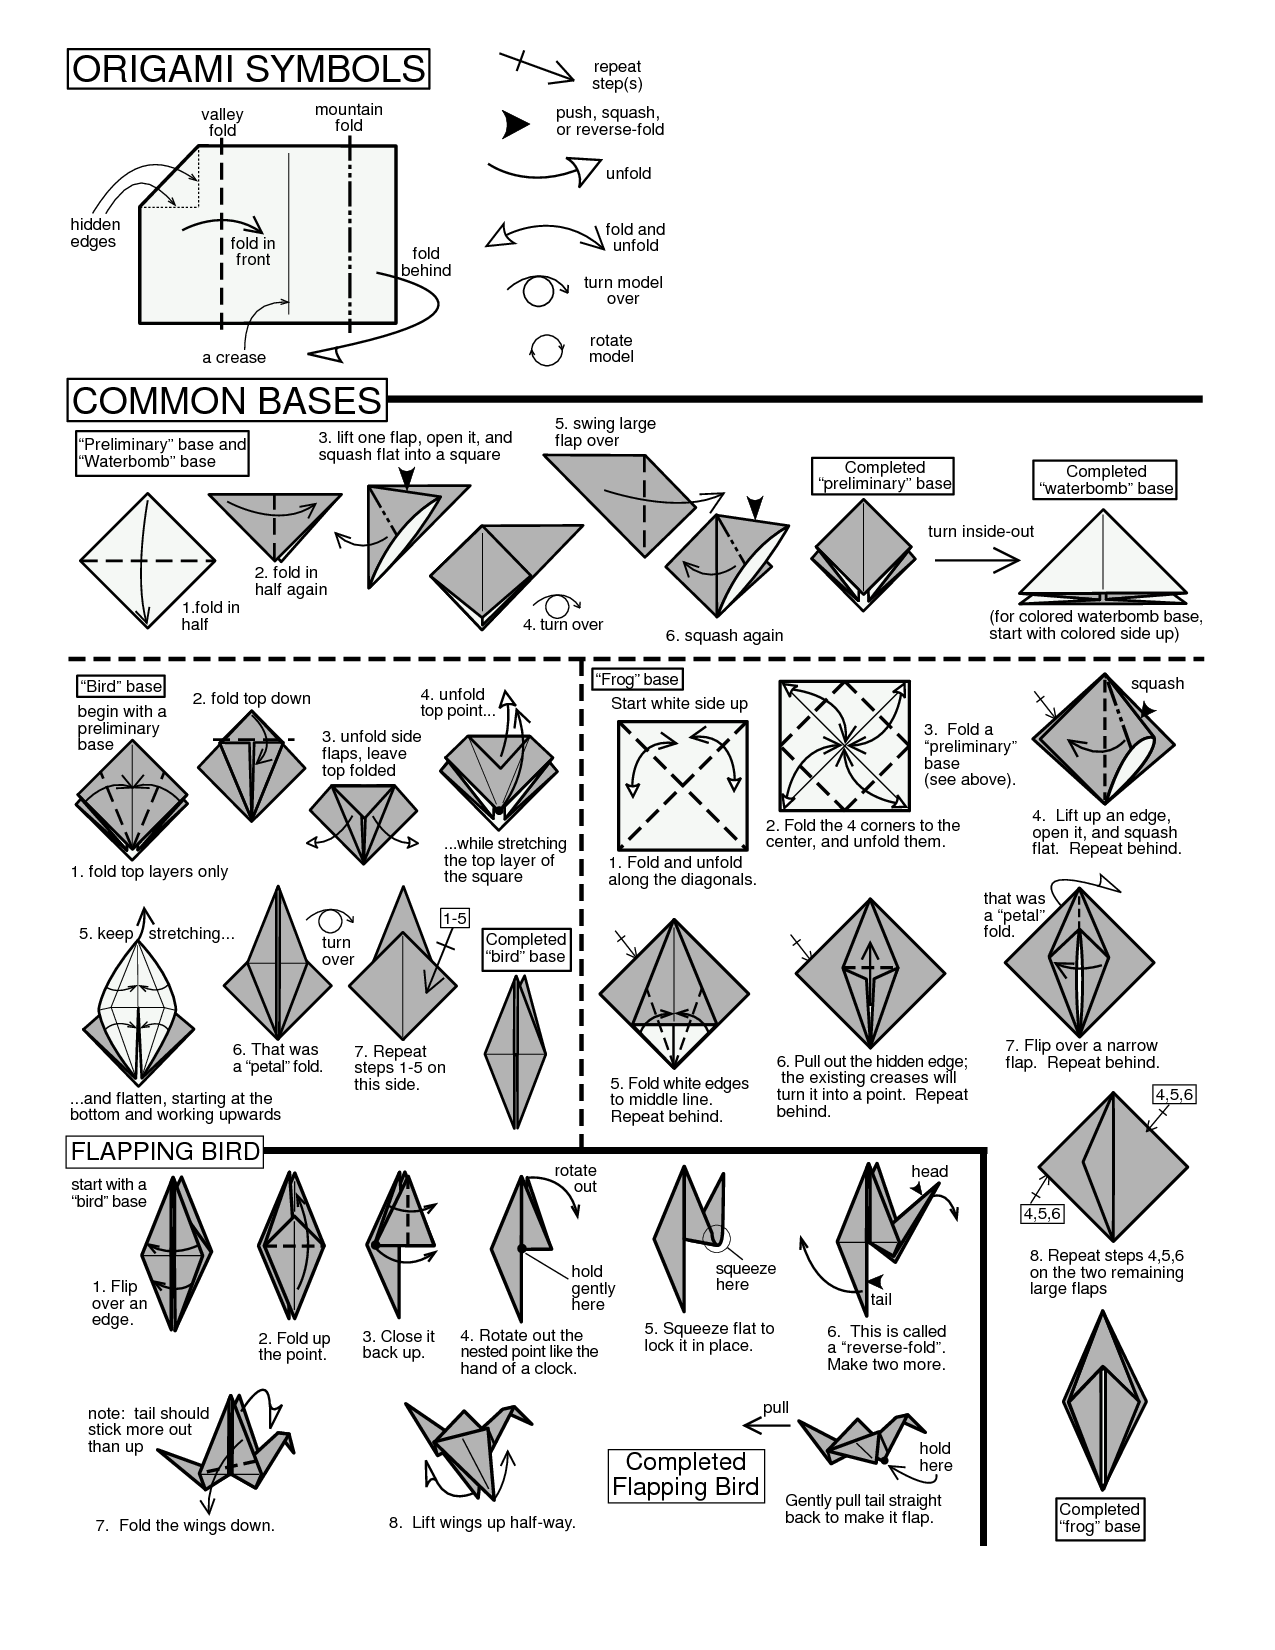 ORIGAMI SYMBOLS
valley
fold
mountain
fold
hidden
edges
fold in
front
fold
behind
a crease
repeat
step(s)
push, squash,
or reverse-fold
unfold
fold and
unfold
turn model
over
rotate
model
COMMON BASES
“Preliminary” base and
“Waterbomb” base
1.fold in
half
2. fold in
half again
3. lift one flap, open it, and
squash flat into a square
4. turn over
5. swing large
flap over
6. squash again
Completed
“preliminary” base
turn inside-out
Completed
“waterbomb” base
(for colored waterbomb base,
start with colored side up)
“Bird” base
begin with a
preliminary
base
1. fold top layers only
2. fold top down
3. unfold side
flaps, leave
top folded
4. unfold
top point...
...while stretching
the top layer of
the square
5. keep stretching...
...and flatten, starting at the
bottom and working upwards
6. That was
a “petal” fold.
turn
over
7. Repeat
steps 1-5 on
this side.
1-5
Completed
“bird” base
“Frog” base
Start white side up
1. Fold and unfold
along the diagonals.
2. Fold the 4 corners to the
center, and unfold them.
3. Fold a
“preliminary”
base
(see above).
squash
4. Lift up an edge,
open it, and squash
flat. Repeat behind.
5. Fold white edges
to middle line.
Repeat behind.
6. Pull out the hidden edge;
the existing creases will
turn it into a point. Repeat
behind.
that was
a “petal”
fold.
7. Flip over a narrow
flap. Repeat behind.
4,5,6
4,5,6
8. Repeat steps 4,5,6
on the two remaining
large flaps
Completed
“frog” base
FLAPPING BIRD
start with a
“bird” base
1. Flip
over an
edge.
2. Fold up
the point.
3. Close it
back up.
rotate
out
hold
gently
here
4. Rotate out the
nested point like the
hand of a clock.
squeeze
here
5. Squeeze flat to
lock it in place.
head
tail
6. This is called
a “reverse-fold”.
Make two more.
note: tail should
stick more out
than up
7. Fold the wings down.
8. Lift wings up half-way.
Completed
Flapping Bird
pull
hold
here
Gently pull tail straight
back to make it flap.